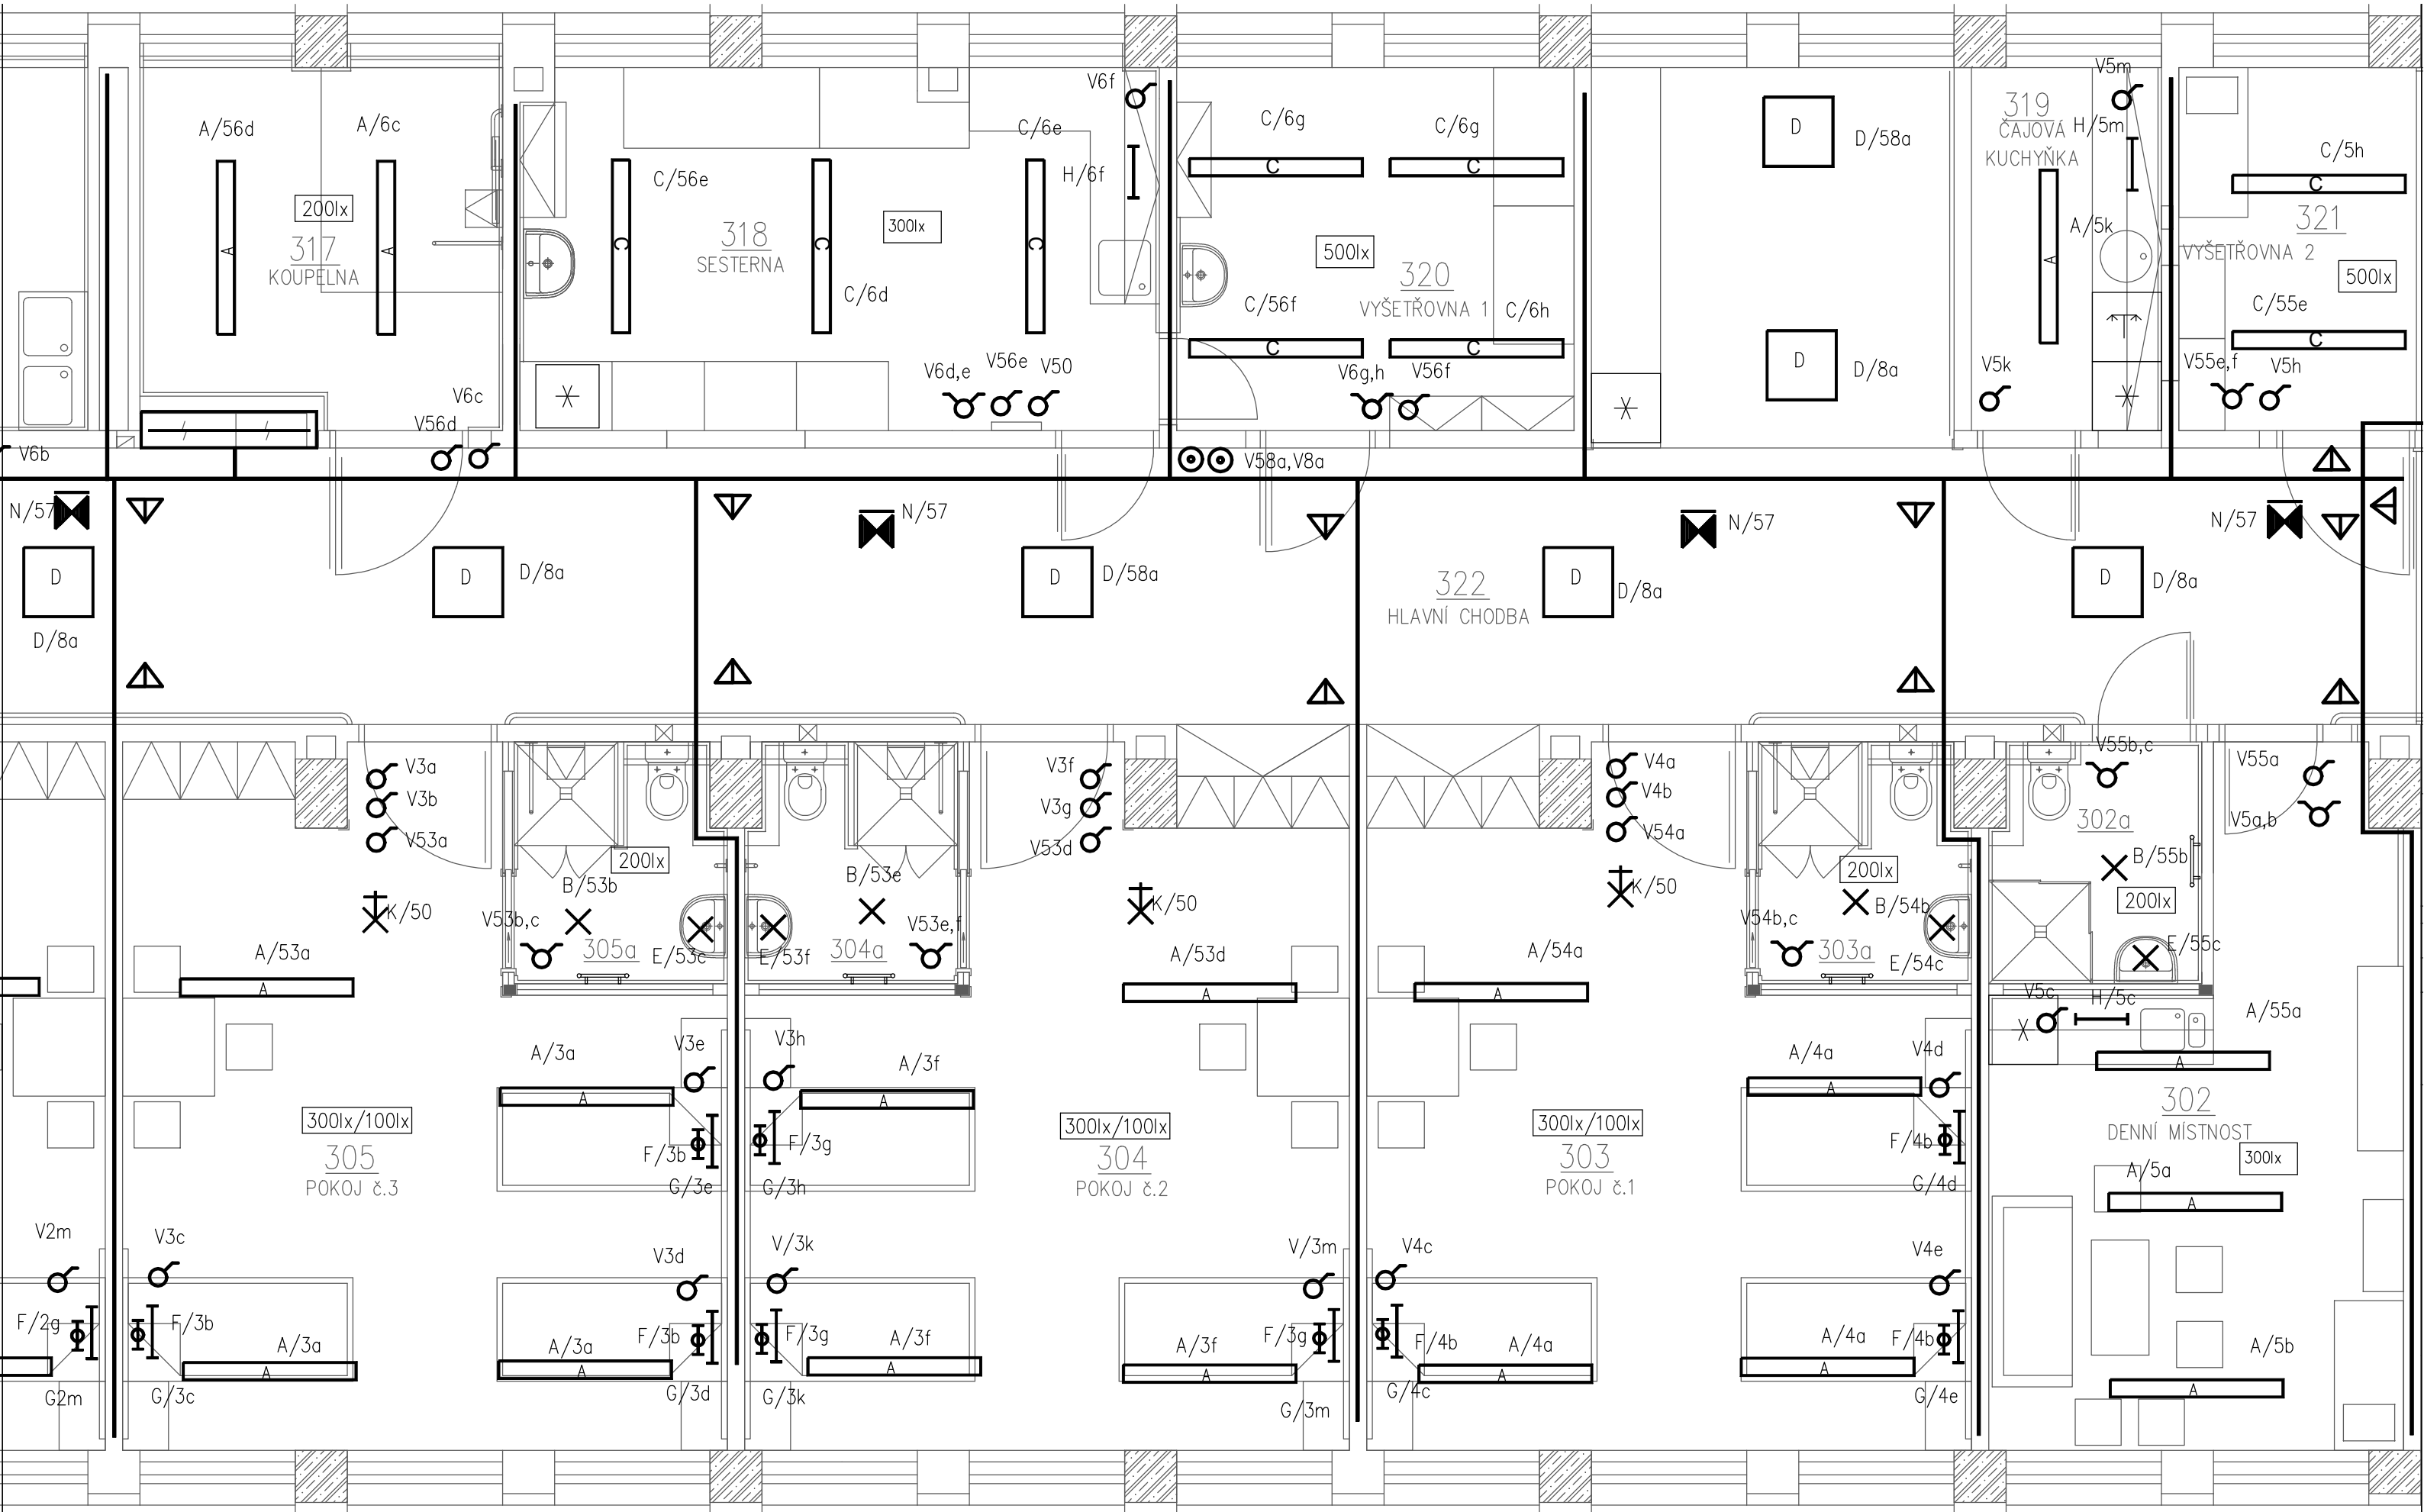 V6f
V5m
A/56d
A/6c
C/6e
C/6g
C/6g
D
D/58a
319
ČAJOVÁ
KUCHYŇKA
H/5m
C/5h
C
C
C
C/56e
H/6f
200lx
317
KOUPELNA
A
A
318
SESTERNA
300lx
C
C
C
C/6d
500lx
320
VYŠETŘOVNA 1
A/5k
A
321
VYŠETŘOVNA 2
500lx
C/56f
C/6h
C/55e
C
C
C
D
D/8a
V6c
V56d
V6b
V6d,e
V56e
V50
V6g,h
V56f
V5k
V55e,f
V5h
V58a,V8a
N/57
N/57
N/57
N/57
D
D/8a
D
D/8a
D
D/58a
322
HLAVNÍ CHODBA
D
D/8a
D
D/8a
V3a
V3b
V53a
V3f
V3g
V53d
V4a
V4b
V54a
V55b,c
V55a
V5a,b
302a
200lx
B/53b
B/53e
200lx
B/54b
B/55b
200lx
K/50
K/50
K/50
V53b,c
305a
E/53c
E/53f
304a
V53e,f
V54b,c
303a
E/54c
E/55c
A/53a
A
A/53d
A
A/54a
A
V5c
H/5c
A/55a
A
A/3a
V3e
V3h
A/3f
A/4a
V4d
A
A
A
300lx/100lx
305
POKOJ č.3
F/3b
G/3e
F/3g
G/3h
300lx/100lx
304
POKOJ č.2
300lx/100lx
303
POKOJ č.1
F/4b
G/4d
302
DENNÍ MÍSTNOST
300lx
A/5a
A
V2m
V3c
V3d
V/3k
V/3m
V4c
V4e
F/2g
F/3b
A/3a
A/3a
F/3b
F/3g
A/3f
A/3f
F/3g
F/4b
A/4a
A/4a
F/4b
A/5b
A
A
A
A
A
A
A
G2m
G/3c
G/3d
G/3k
G/3m
G/4c
G/4e